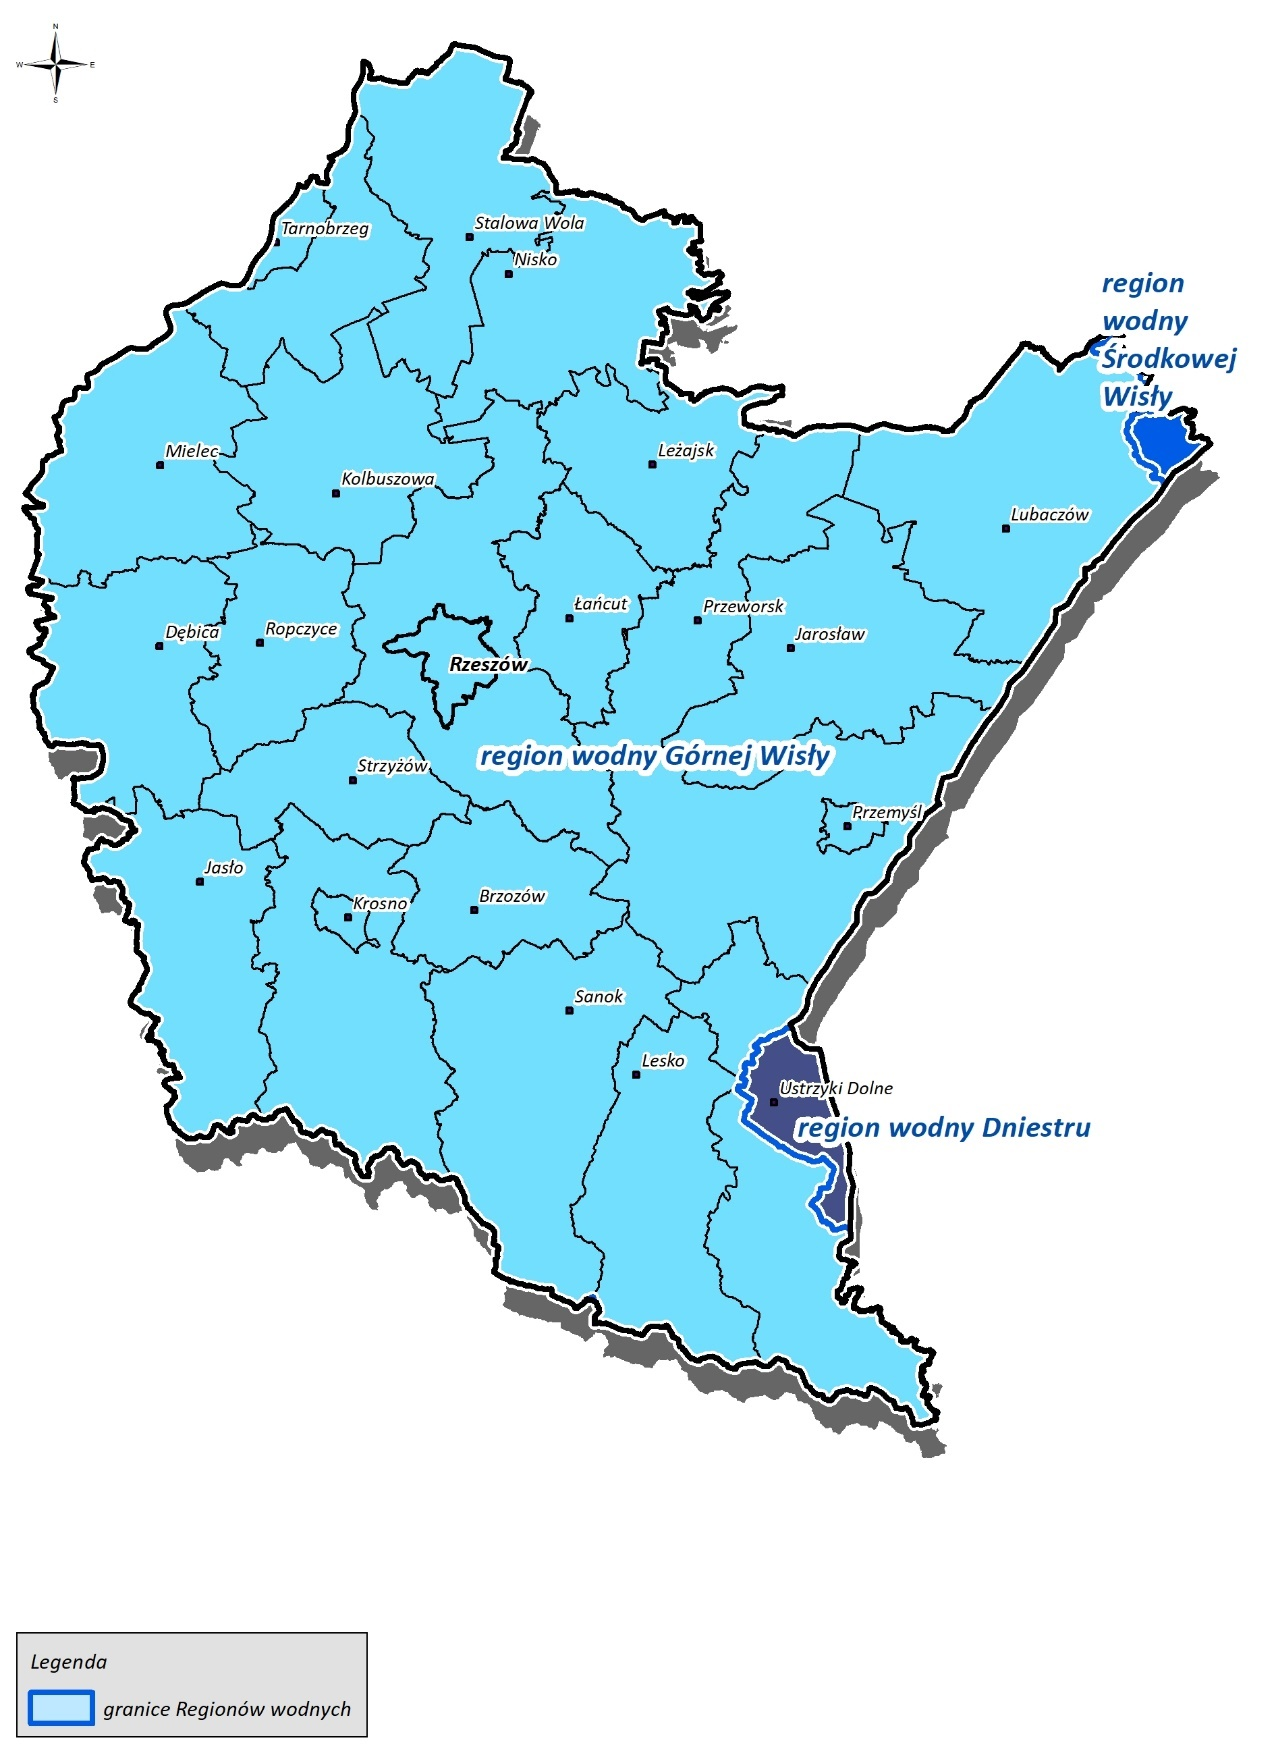 N
W E
S
Tarnobrzeg
Stalowa Wola
Nisko
region
wodny
Środkowej
Wisły
Mielec
Kolbuszowa
Leżajsk
Lubaczów
Dębica
Ropczyce
Łańcut
Przeworsk
Jarosław
Rzeszów
region wodny Górnej Wisły
Strzyżów
Przemyśl
Jasło
Krosno
Brzozów
Sanok
Lesko
Ustrzyki Dolne
region wodny Dniestru
Legenda
granice Regionów wodnych